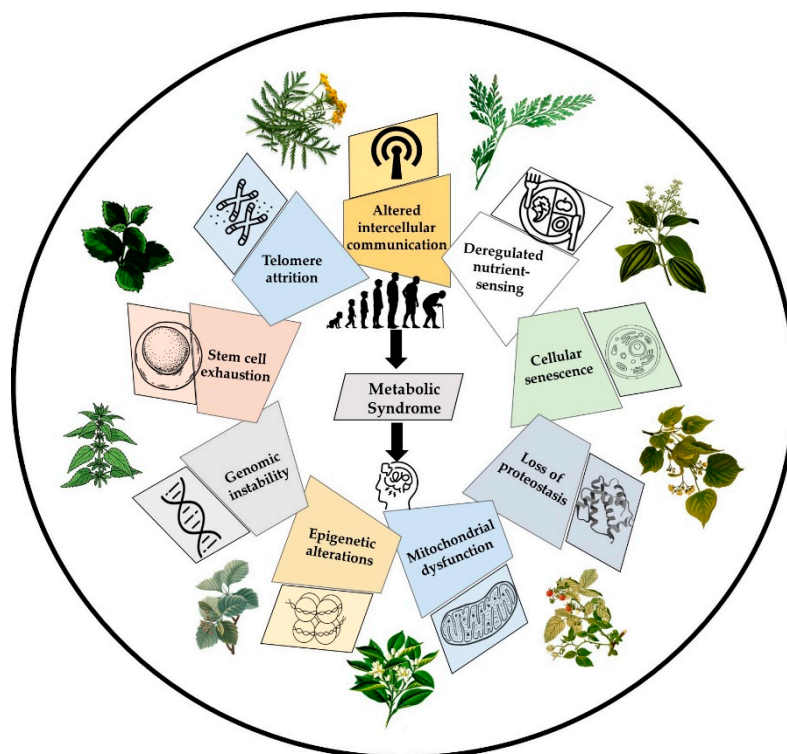 Altered
intercellular
communication
Deregulated
nutrient-
sensing
Cellular
senescence
Loss of
proteostasis
Mitochondrial
dysfunction
Epigenetic
alterations
Genomic
instability
Stem cell
exhaustion
Telomere
attrition
Metabolic
Syndrome